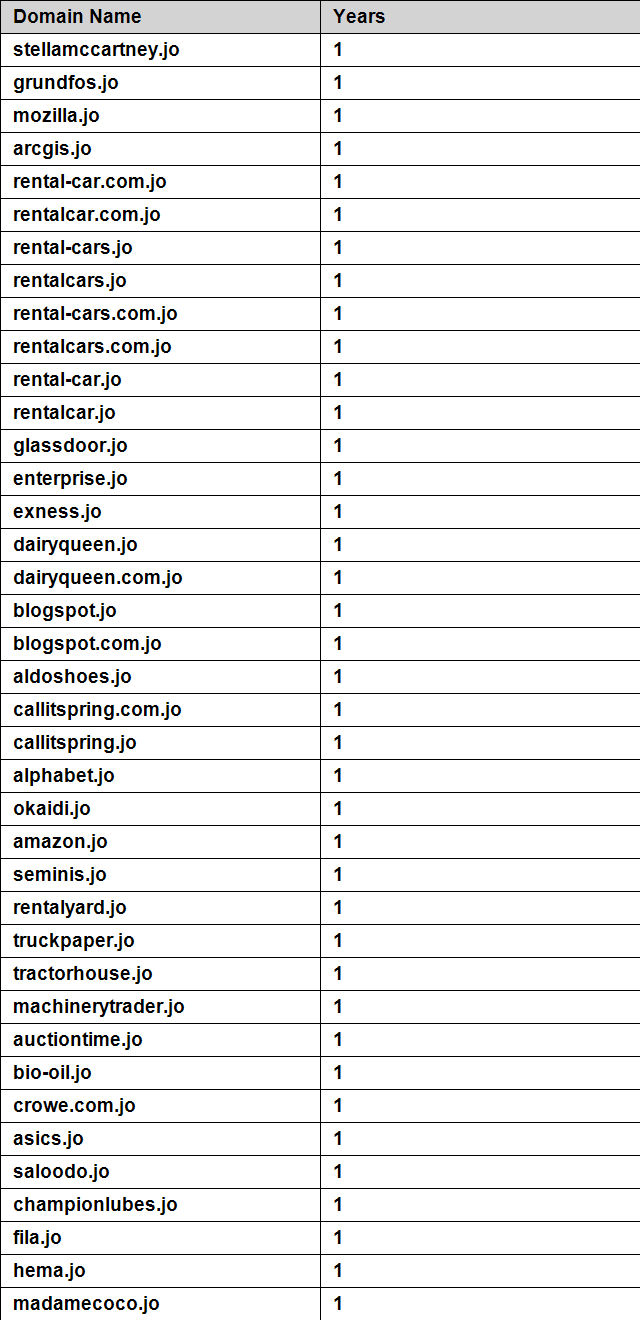 Domain Name Years
stellamccartney.jo 1
grundfos.jo 1
mozilla.jo 1
arcgis.jo 1
rental-car.com.jo 1
rentalcar.com.jo 1
rental-cars.jo 1
rentalcars.jo 1
rental-cars.com.jo 1
rentalcars.com.jo 1
rental-car.jo 1
rentalcar.jo 1
glassdoor.jo 1
enterprise.jo 1
exness.jo 1
dairyqueen.jo 1
dairyqueen.com.jo 1
blogspot.jo 1
blogspot.com.jo 1
aldoshoes.jo 1
callitspring.com.jo 1
callitspring.jo 1
alphabet.jo 1
okaidi.jo 1
amazon.jo 1
seminis.jo 1
rentalyard.jo 1
truckpaper.jo 1
tractorhouse.jo 1
machinerytrader.jo 1
auctiontime.jo 1
bio-oil.jo 1
crowe.com.jo 1
asics.jo 1
saloodo.jo 1
championlubes.jo 1
fila.jo 1
hema.jo 1
madamecoco.jo 1